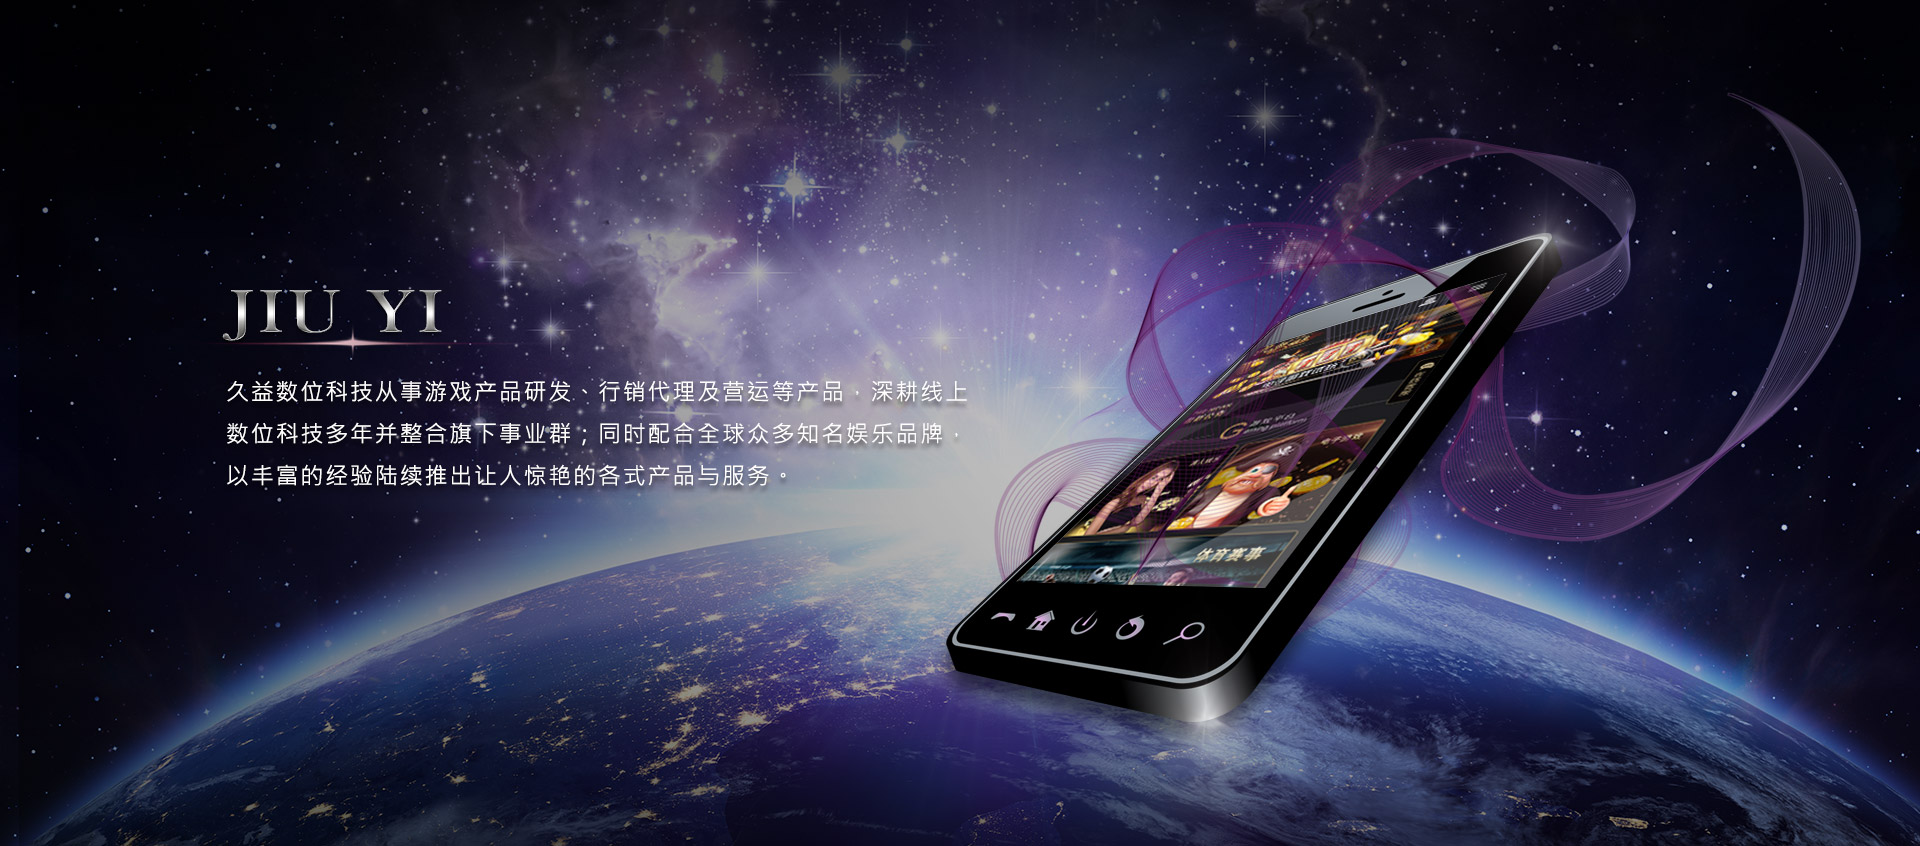 JIU YI
久益数位科技从事游戏产品研发、行销代理及营运等产品，深耕线上
数位科技多年并整合旗下事业群；同时配合全球众多知名娱乐品牌，
以丰富的经验陆续推出让人惊艳的各式产品与服务。
体育赛事